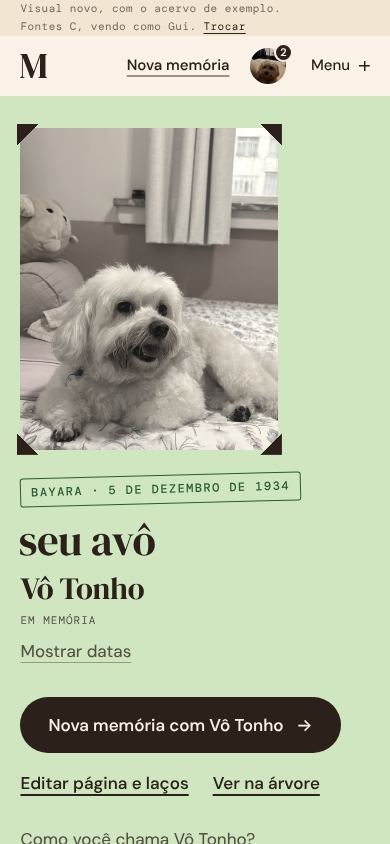 Visual novo, com o acervo de exemplo.
Fontes C, vendo como Gui. Trocar
M
Nova memória
2
Menu +
BAYARA · 5 DE DEZEMBRO DE 1934
seu avô
Vô Tonho
EM MEMÓRIA
Mostrar datas
Nova memória com Vô Tonho →
Editar página e laços
Ver na árvore
Como você chama Vô Tonho?